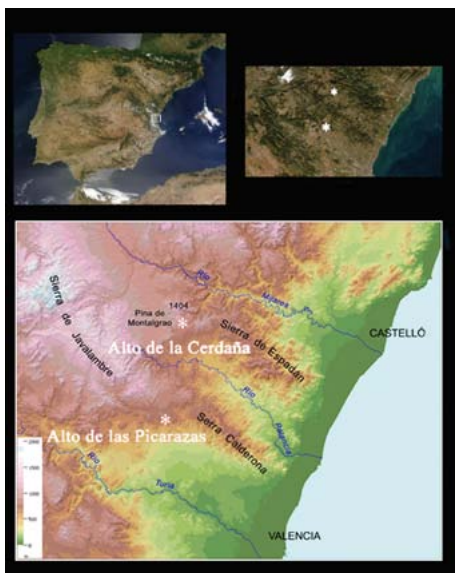 Río
Mijares
Sierra
de
Javalambre
1404
Pina de
Montalgrao
CASTELLÓ
Alto de la Cerdaña
Sierra de Espadán
Río
Palancia
Alto de las Picarazas
Serra Calderona
Río
Turia
VALENCIA